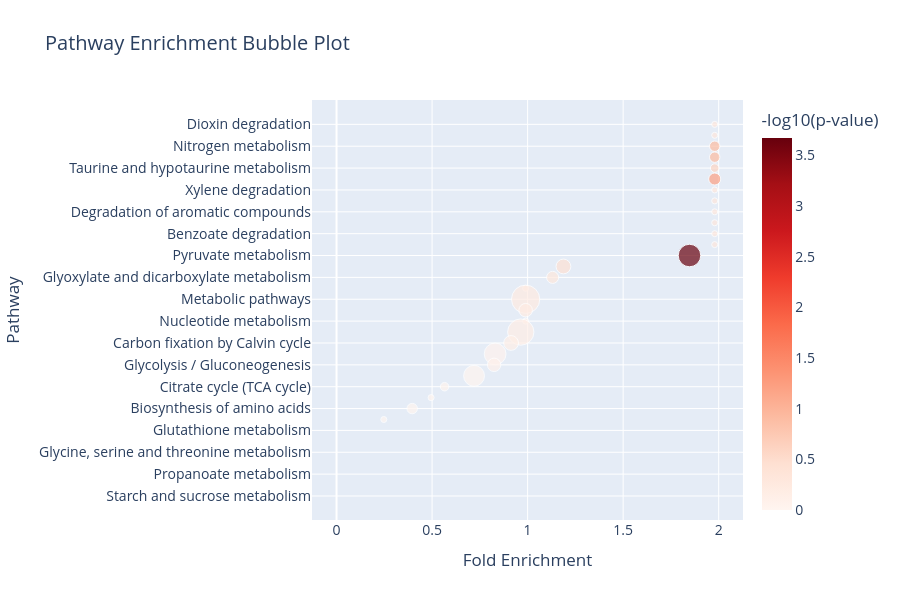 Pathway Enrichment Bubble Plot
-log10(p-value)
Dioxin degradation
Nitrogen metabolism
Taurine and hypotaurine metabolism
Xylene degradation
Degradation of aromatic compounds
Benzoate degradation
Pyruvate metabolism
Glyoxylate and dicarboxylate metabolism
Metabolic pathways
Nucleotide metabolism
Carbon fixation by Calvin cycle
Glycolysis / Gluconeogenesis
Citrate cycle (TCA cycle)
Biosynthesis of amino acids
Glutathione metabolism
Glycine, serine and threonine metabolism
Propanoate metabolism
Starch and sucrose metabolism
Pathway
0 0.5 1 1.5 2
Fold Enrichment
3.5
3
2.5
2
1.5
1
0.5
0